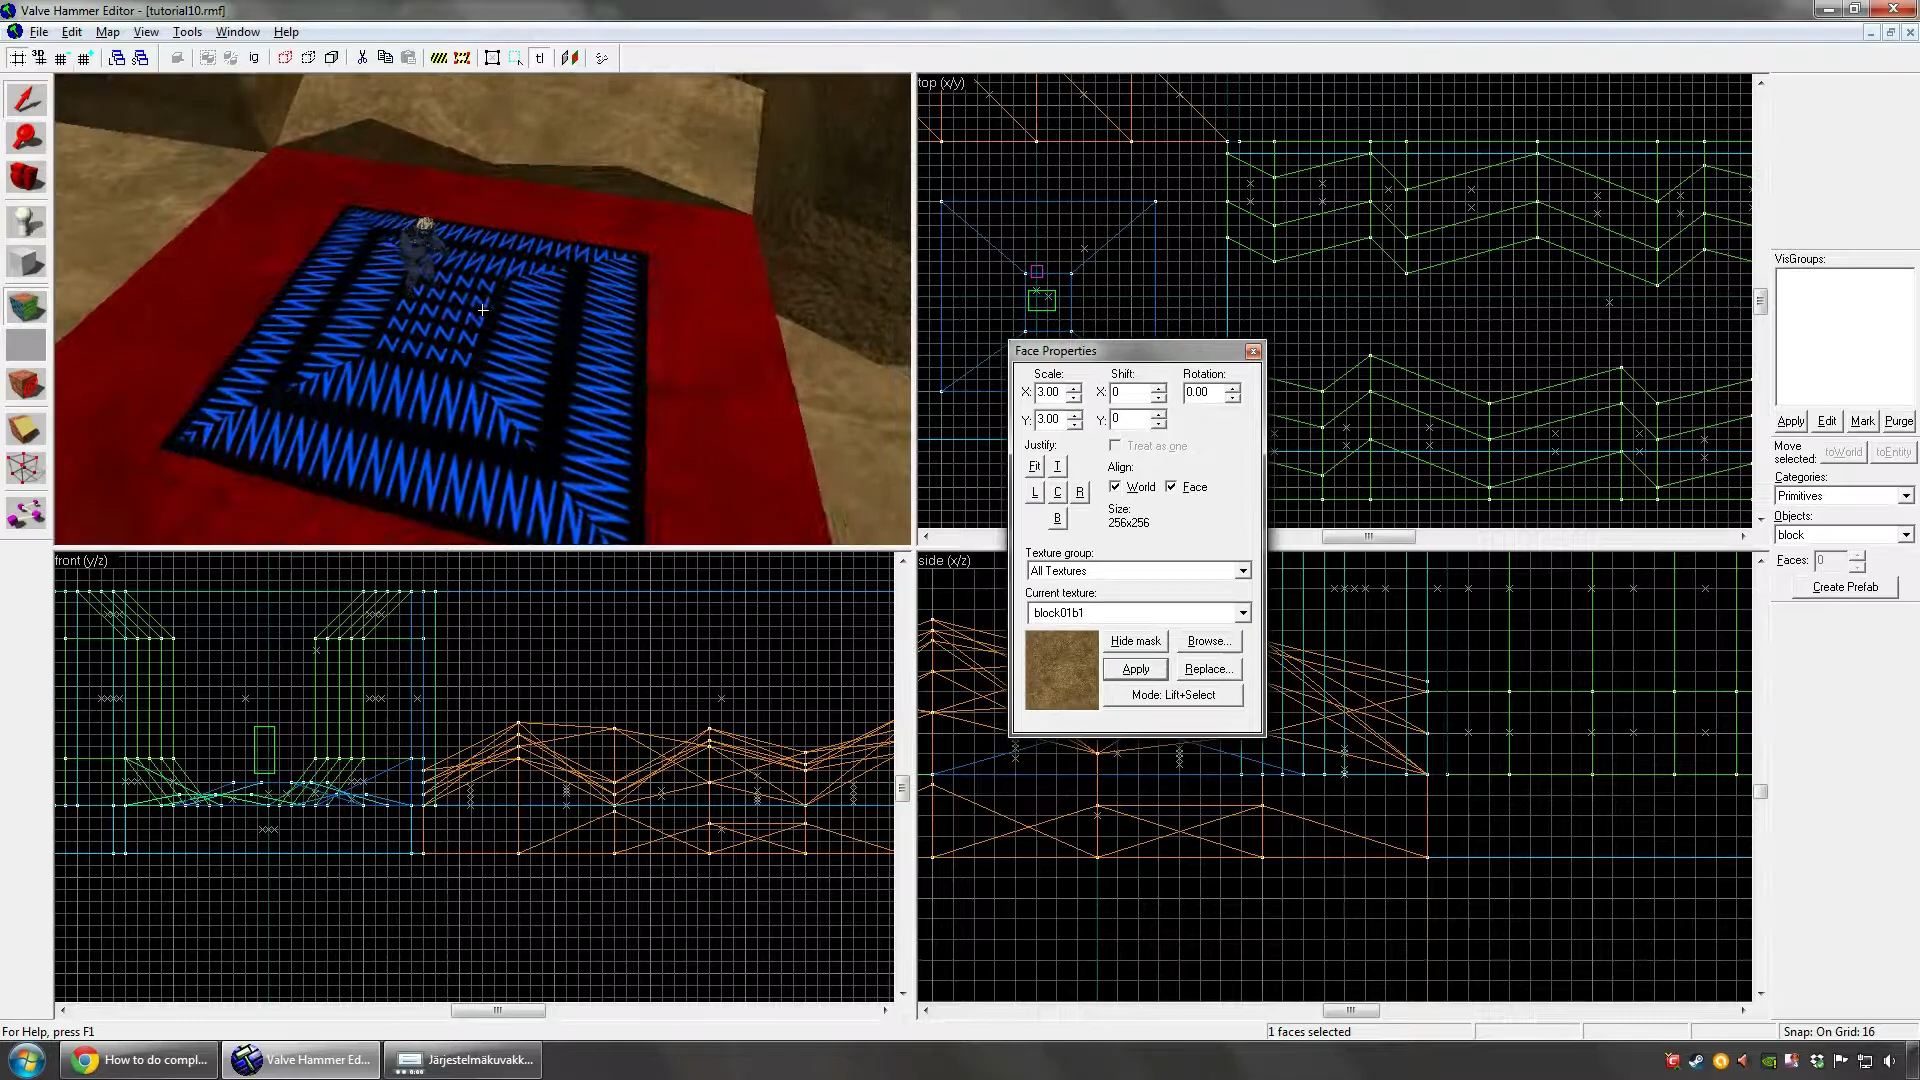 Valve Hammer Editor - [tutorial10.rmf]
File Edit Map View Tools Window Help
3D
ig
tl
top (x/y)
VisGroups:
Apply Edit Mark Purge
Move selected: toWorld toEntity
Categories:
Primitives
Objects:
block
Faces: 0
Create Prefab
Face Properties
Scale: Shift: Rotation:
X: 3.00 X: 0 0.00
Y: 3.00 Y: 0
Justify: Treat as one
Fit T Align:
L C R World Face
B Size:
256x256
Texture group:
All Textures
Current texture:
block01b1
Hide mask Browse...
Apply Replace...
Mode: Lift+Select
front (y/z)
side (x/z)
For Help, press F1
1 faces selected
Snap: On Grid: 16
How to do compl...
Valve Hammer Ed...
Järjestelmäkuvakk...